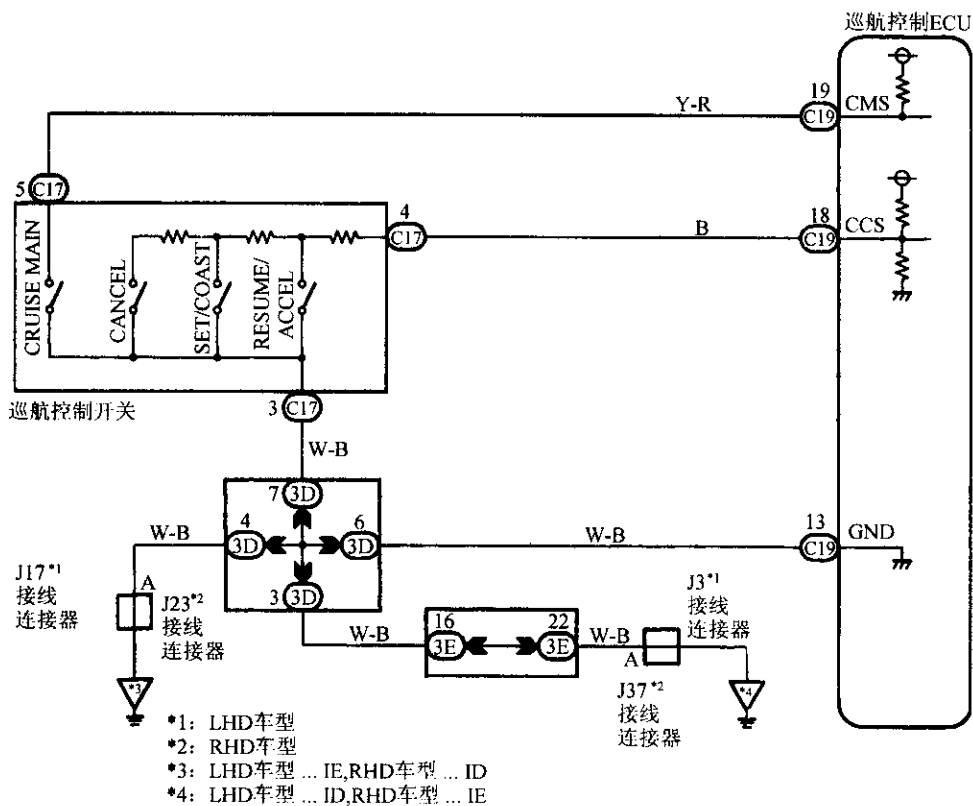 巡航控制ECU
19
Y-R
C19
CMS
5
C17
4
C17
B
18
C19
CCS
CRUISE MAIN
CANCEL
SET/COAST
RESUME/
ACCEL
巡航控制开关
3
C17
W-B
7
3D
W-B
4
3D
6
3D
W-B
13
C19
GND
J17*1
接线
连接器
A
J23*2
接线
连接器
3
3D
W-B
16
3E
22
3E
W-B
A
J3*1
接线
连接器
J37*2
接线
连接器
*3
*4
*1: LHD车型
*2: RHD车型
*3: LHD车型 ... IE,RHD车型 ... ID
*4: LHD车型 ... ID,RHD车型 ... IE